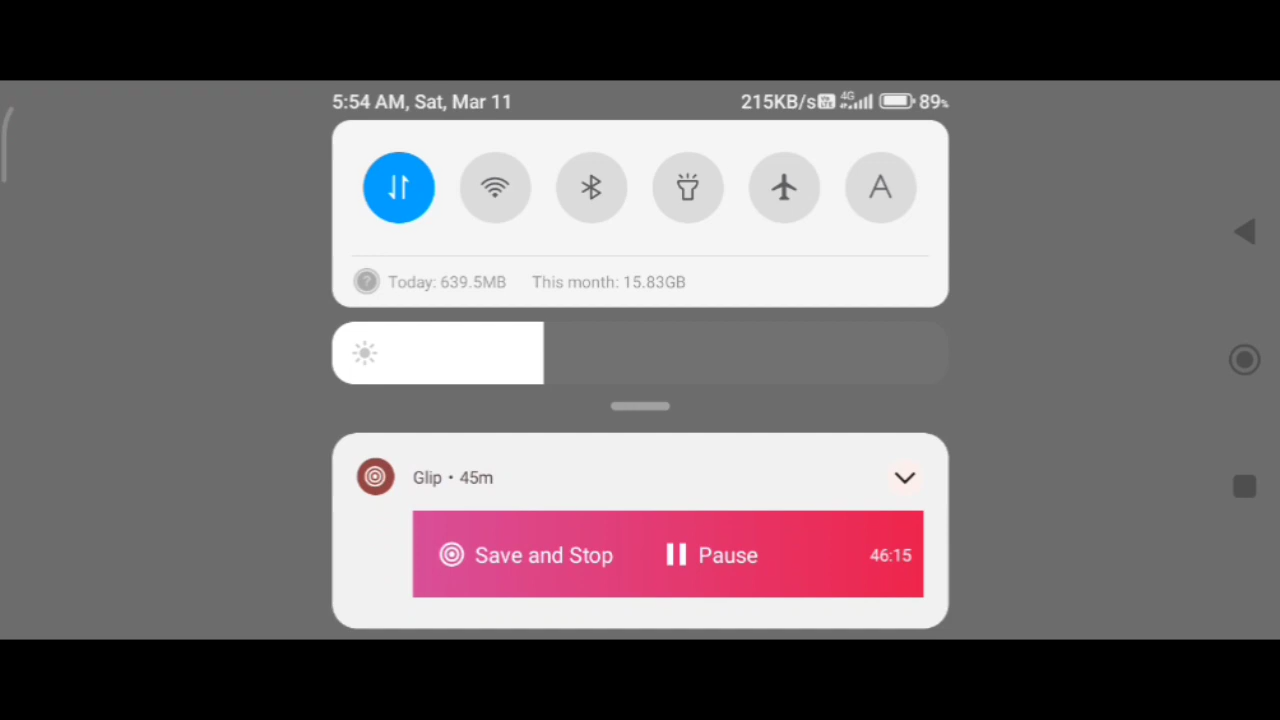 5:54 AM, Sat, Mar 11 215KB/s 4G 89%
A
Today: 639.5MB This month: 15.83GB
Glip • 45m
Save and Stop Pause 46:15